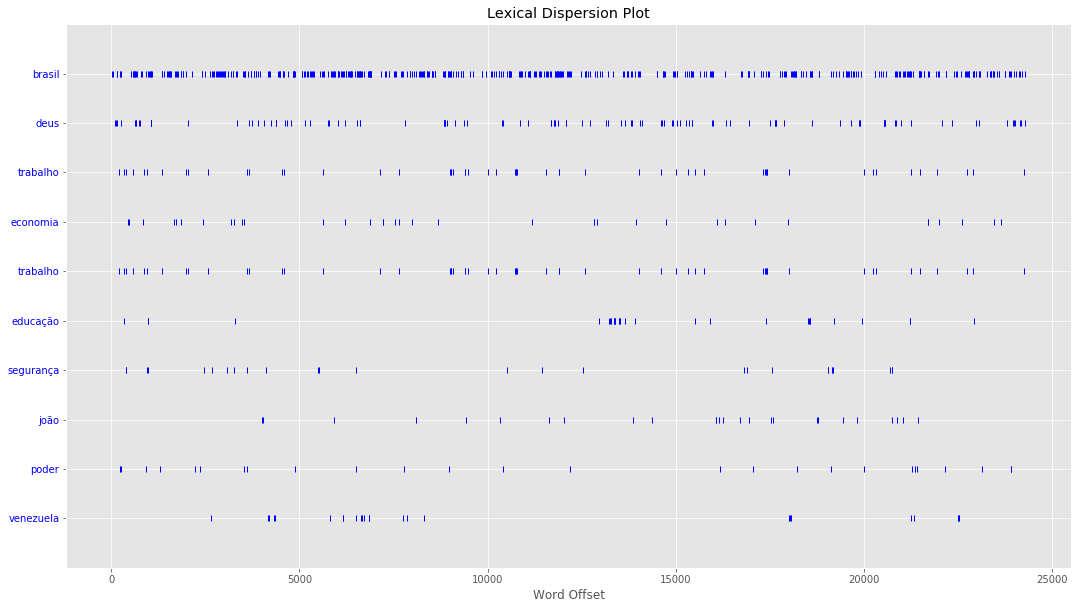 Lexical Dispersion Plot
brasil
deus
trabalho
economia
trabalho
educação
segurança
joão
poder
venezuela
0 5000 10000 15000 20000 25000
Word Offset